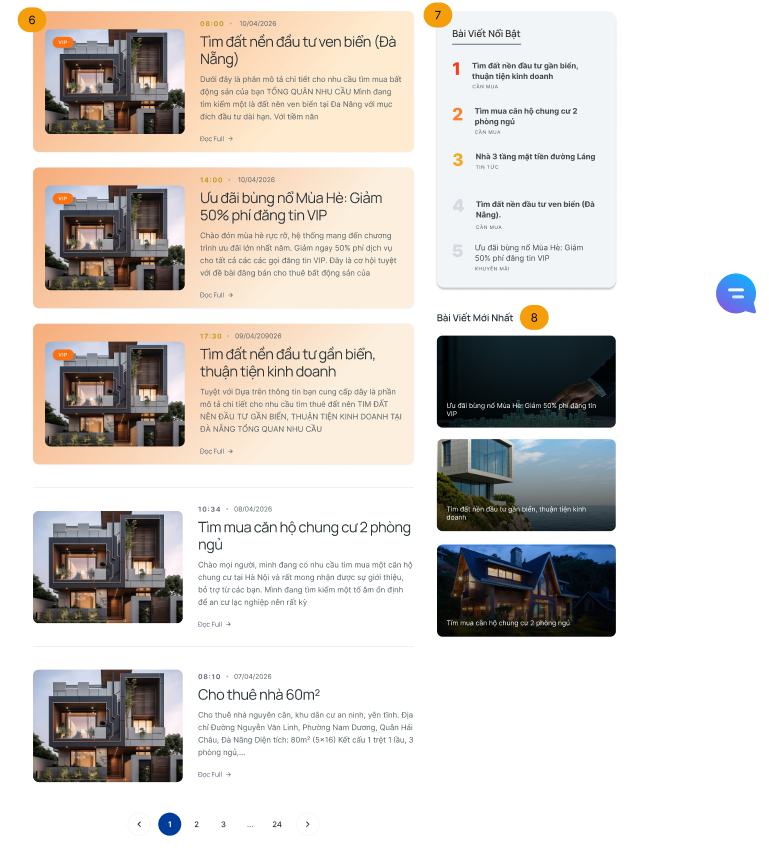 6
VIP
08:00 • 10/04/2026
Tìm đất nền đầu tư ven biển (Đà
Nẵng)
Dưới đây là phần mô tả chi tiết cho nhu cầu tìm mua bất
động sản của bạn TỔNG QUÁN NHU CẦU Mình đang
tìm kiếm một lô đất nền ven biển tại Đà Nẵng với mục
đích đầu tư dài hạn. Với tiềm năn
Đọc Full →
VIP
14:00 • 10/04/2026
Ưu đãi bùng nổ Mùa Hè: Giảm
50% phí đăng tin VIP
Chào đón mùa hè rực rỡ, hệ thống mang đến chương
trình ưu đãi lớn nhất năm. Giảm ngay 50% phí dịch vụ
cho tất cả các các gọi đăng tin VIP. Đây là cơ hội tuyệt
với để bài đăng bán cho thuê bất động sản của
Đọc Full →
VIP
17:30 • 09/04/209026
Tìm đất nền đầu tư gần biển,
thuận tiện kinh doanh
Tuyệt với Dựa trên thông tin bạn cung cấp dây là phần
mô tả chi tiết cho nhu cầu tìm thuê đất nền TÌM ĐẤT
NỀN ĐẦU TƯ GẦN BIỂN, THUẬN TIỆN KINH DOANH TẠI
ĐÀ NẴNG TỔNG QUAN NHU CẦU
Đọc Full →
10:34 • 08/04/2026
Tìm mua căn hộ chung cư 2 phòng
ngủ
Chào mọi người, mình đang có nhu cầu tìm mua một căn hộ
chung cư tại Hà Nội và rất mong nhận được sự giới thiệu,
bỏ trợ từ các bạn. Mình đang tìm kiếm một tổ ấm ổn định
để an cư lạc nghiệp nên rất kỳ
Đọc Full →
08:10 • 07/04/2026
Cho thuê nhà 60m²
Cho thuê nhà nguyên căn, khu dân cư an ninh, yên tĩnh. Địa
chỉ Đường Nguyễn Văn Linh, Phường Nam Dương, Quận Hải
Châu, Đà Nẵng Diện tích: 80m² (5×16) Kết cấu 1 trệt 1 lầu, 3
phòng ngủ,...
Đọc Full →
1 2 3 ... 24
7
Bài Viết Nổi Bật
1 Tìm đất nền đầu tư gần biển,
thuận tiện kinh doanh
CẦN MUA
2 Tìm mua căn hộ chung cư 2
phòng ngủ
CẦN MUA
3 Nhà 3 tầng mặt tiền đường Láng
TIN TỨC
4 Tìm đất nền đầu tư ven biển (Đà
Nẵng).
CẦN MUA
5 Ưu đãi bùng nổ Mùa Hè: Giảm
50% phí đăng tin VIP
KHUYẾN MÃI
Bài Viết Mới Nhất 8
Ưu đãi bùng nổ Mùa Hè: Giảm 50% phí đăng tin
VIP
Tìm đất nền đầu tư gần biển, thuận tiện kinh
doanh
Tìm mua căn hộ chung cư 2 phòng ngủ